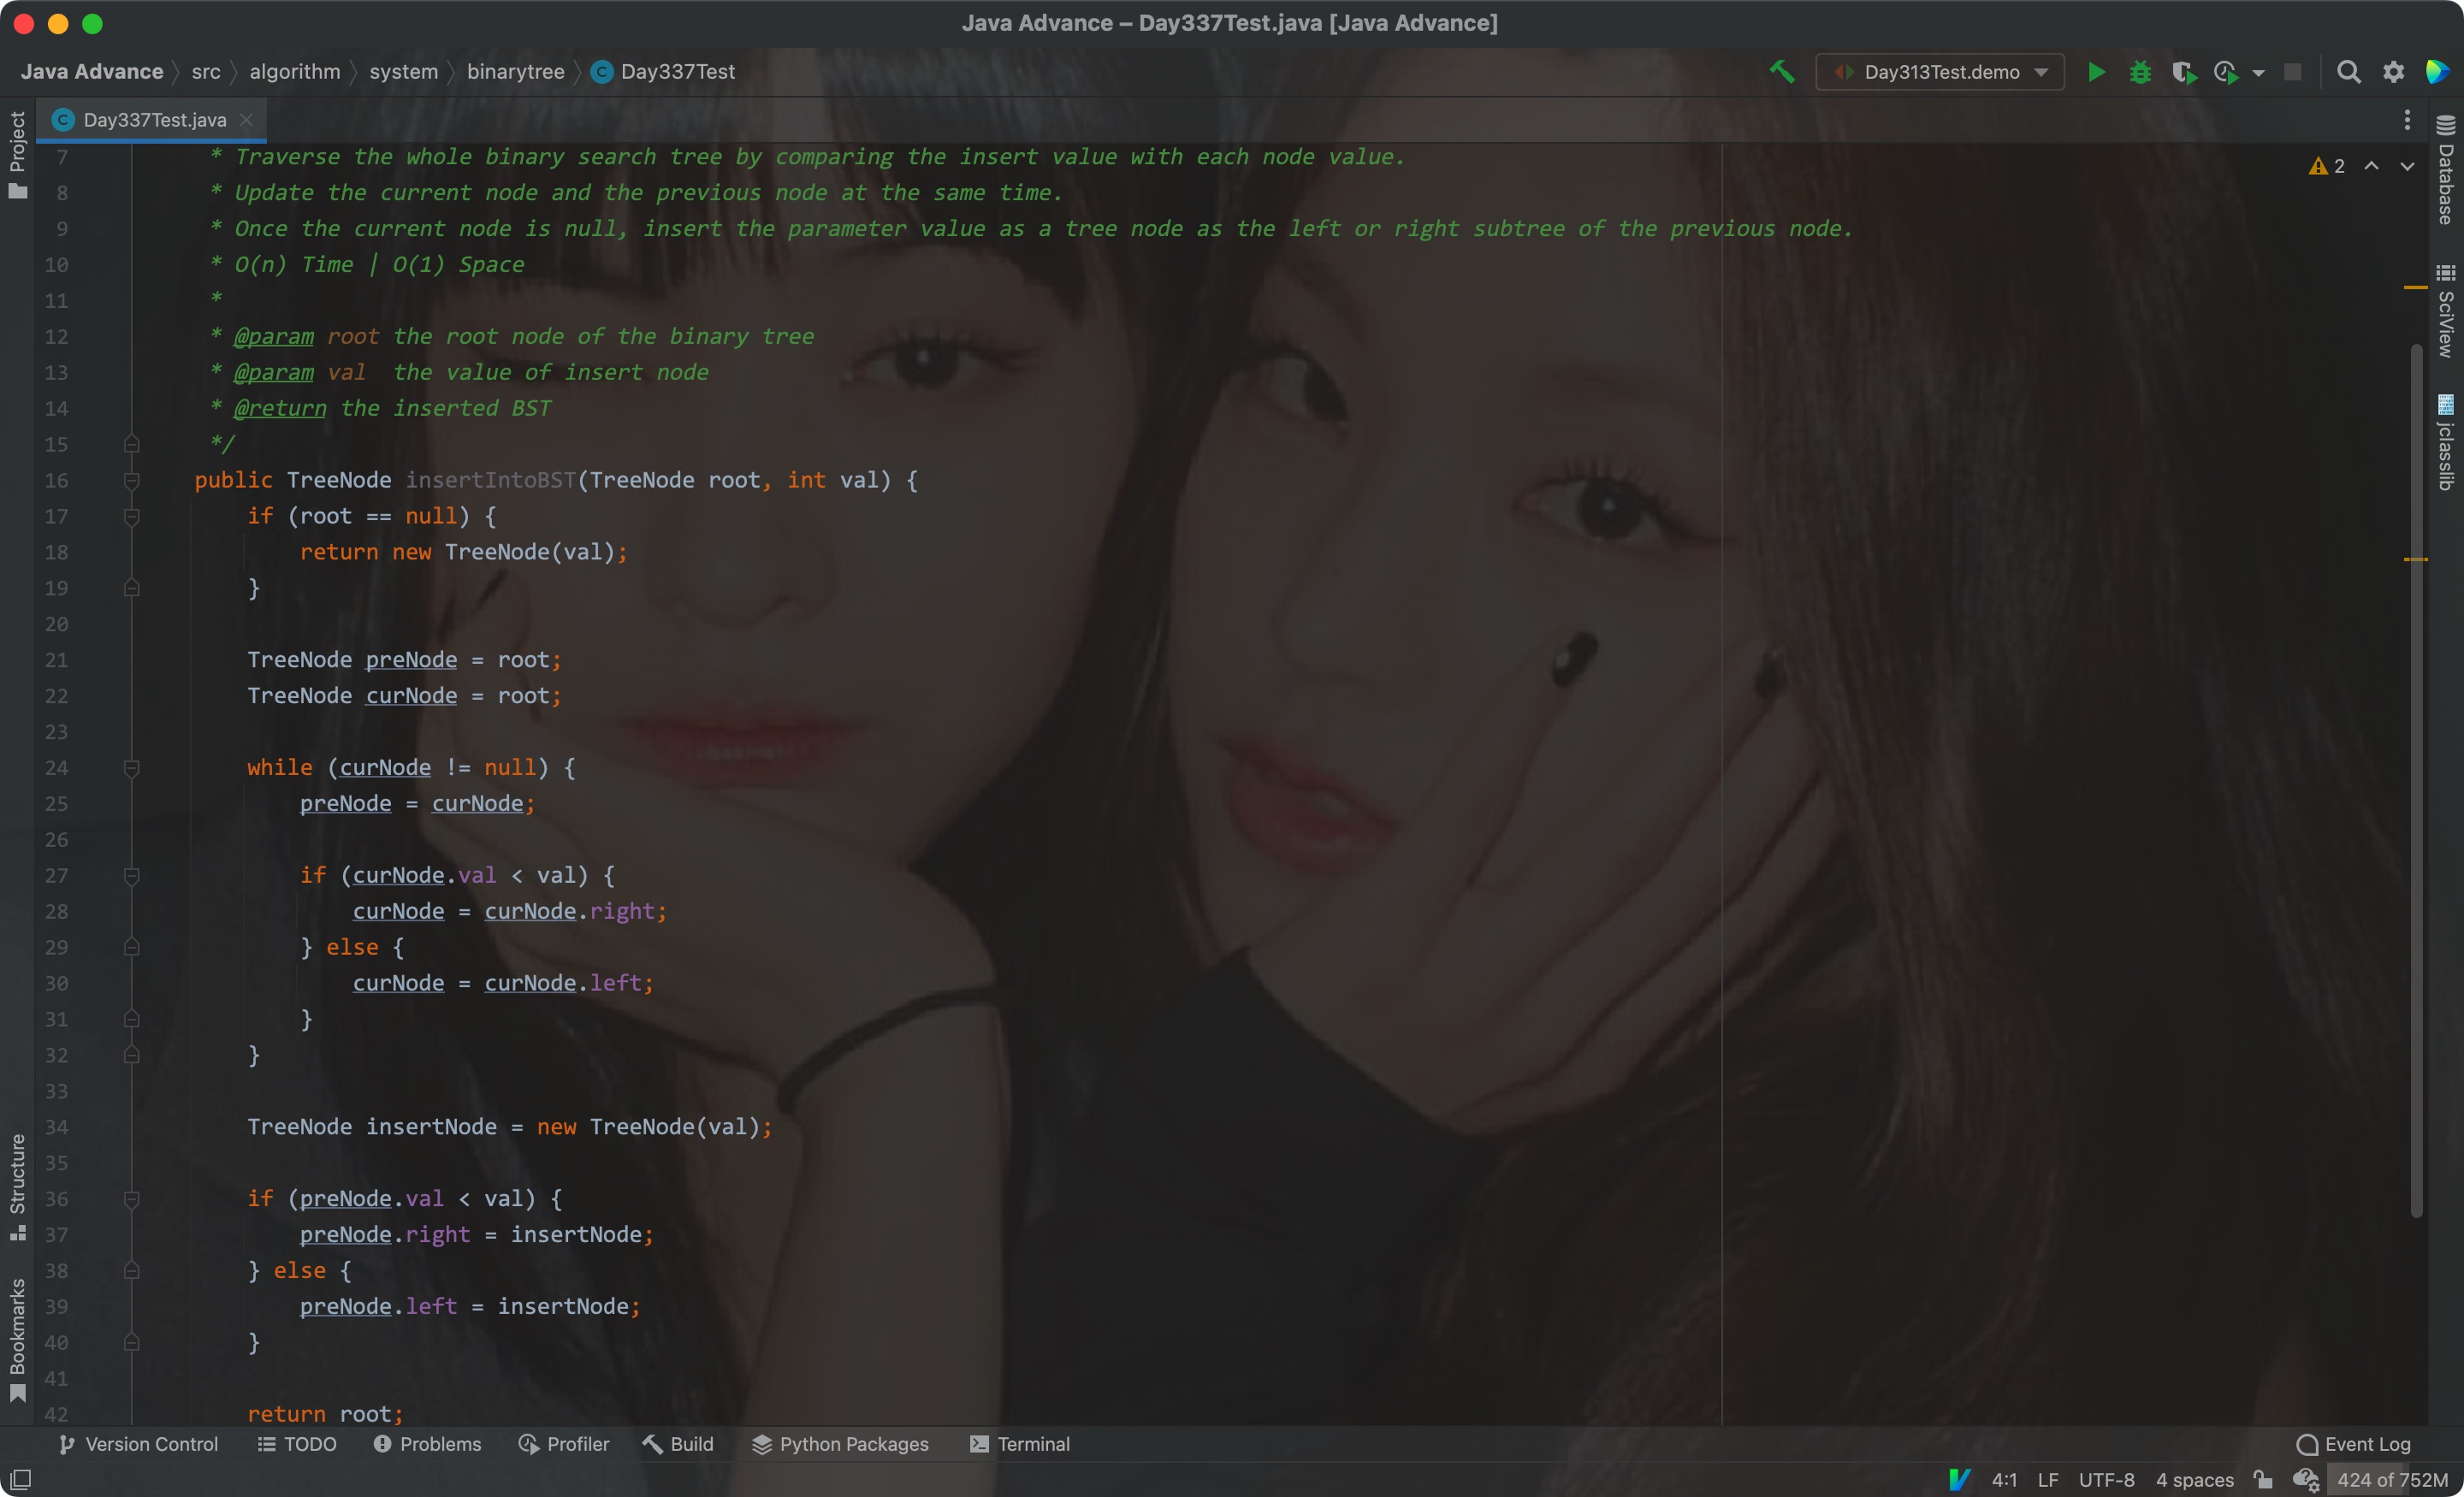 Java Advance – Day337Test.java [Java Advance]
Java Advance src algorithm system binarytree Day337Test
Day313Test.demo
Day337Test.java
2
Project
Structure
Bookmarks
Database
SciView
jclasslib
7 * Traverse the whole binary search tree by comparing the insert value with each node value.
8 * Update the current node and the previous node at the same time.
9 * Once the current node is null, insert the parameter value as a tree node as the left or right subtree of the previous node.
10 * O(n) Time | O(1) Space
11 *
12 * @param root the root node of the binary tree
13 * @param val  the value of insert node
14 * @return the inserted BST
15 */
16 public TreeNode insertIntoBST(TreeNode root, int val) {
17 if (root == null) {
18 return new TreeNode(val);
19 }
20
21 TreeNode preNode = root;
22 TreeNode curNode = root;
23
24 while (curNode != null) {
25 preNode = curNode;
26
27 if (curNode.val < val) {
28 curNode = curNode.right;
29 } else {
30 curNode = curNode.left;
31 }
32 }
33
34 TreeNode insertNode = new TreeNode(val);
35
36 if (preNode.val < val) {
37 preNode.right = insertNode;
38 } else {
39 preNode.left = insertNode;
40 }
41
42 return root;
Version Control TODO Problems Profiler Build Python Packages Terminal Event Log
4:1 LF UTF-8 4 spaces 424 of 752M